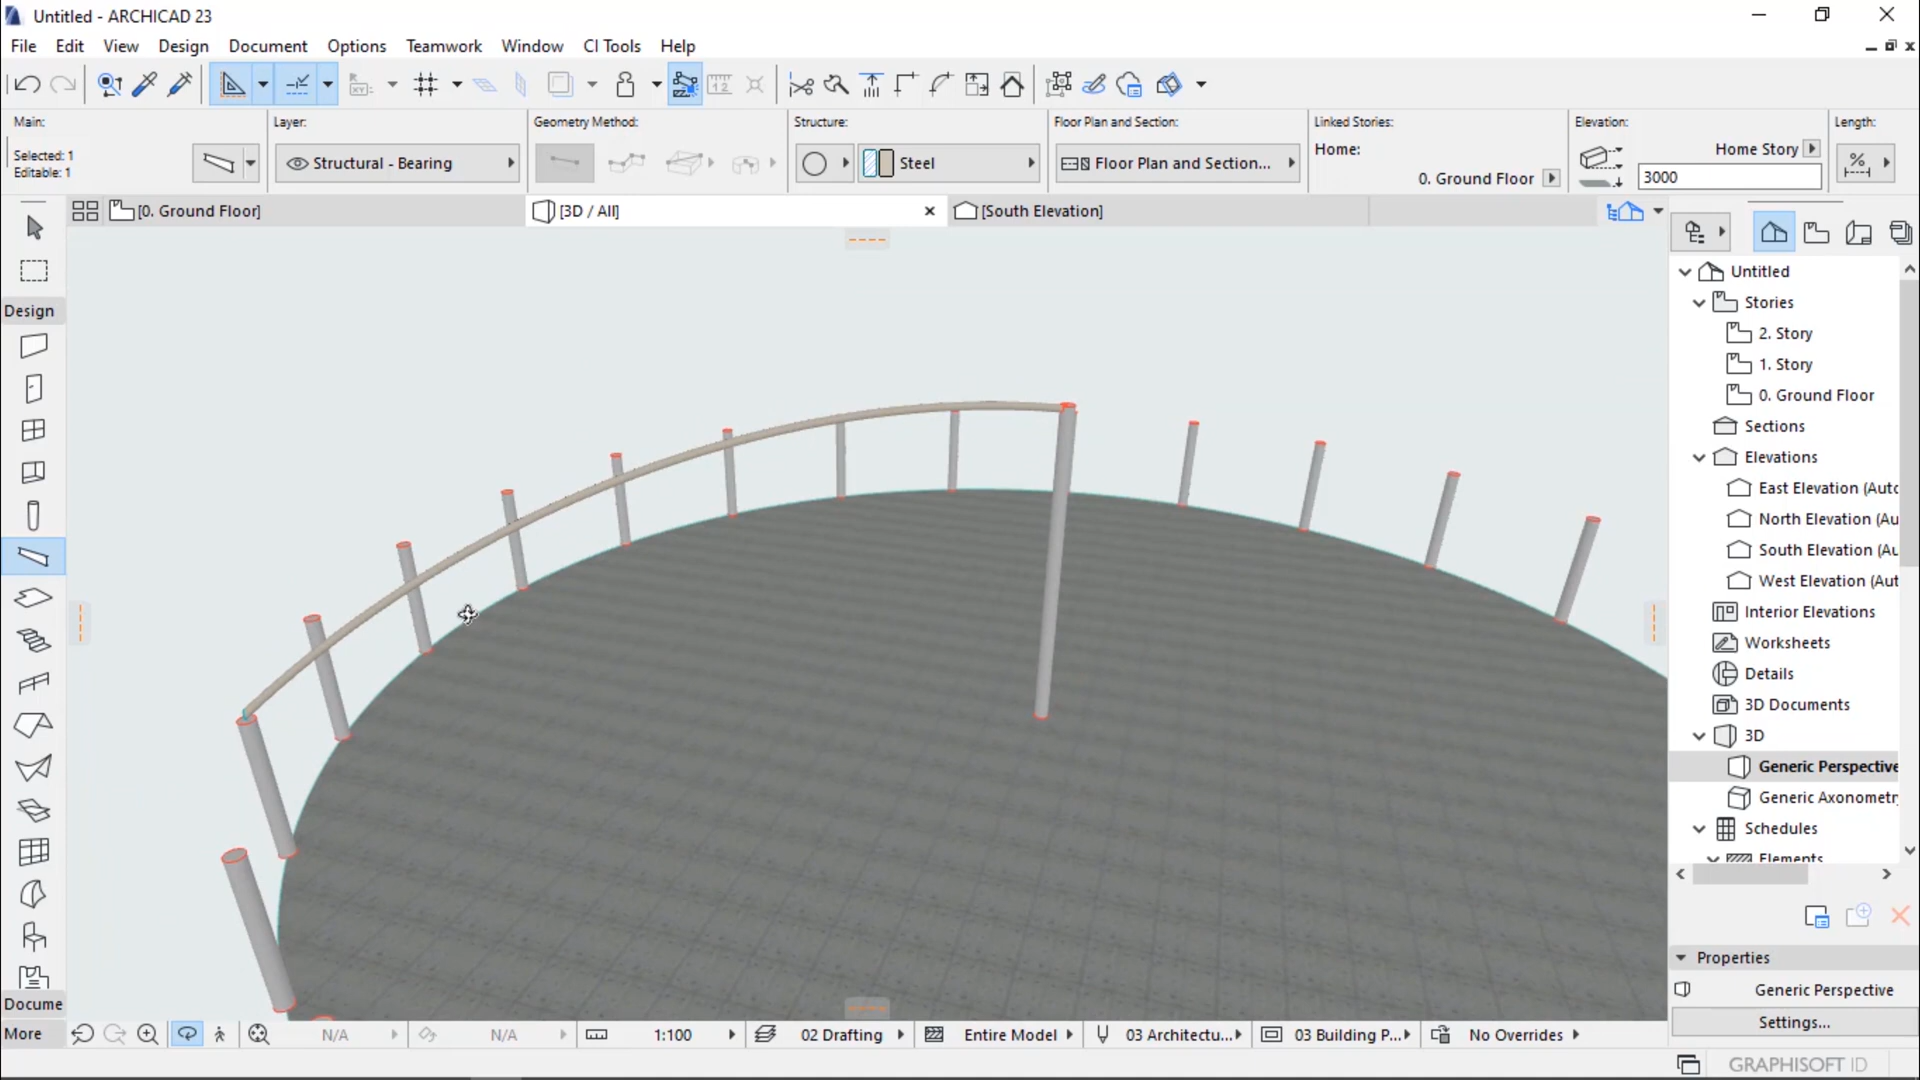 Untitled - ARCHICAD 23
File Edit View Design Document Options Teamwork Window CI Tools Help
Main: Layer: Geometry Method: Structure: Floor Plan and Section: Linked Stories: Elevation: Length:
Selected: 1
Editable: 1
Structural - Bearing
Steel
Floor Plan and Section...
Home:
0. Ground Floor
Home Story
3000
[0. Ground Floor] [3D / All] [South Elevation]
Design
Untitled
Stories
2. Story
1. Story
0. Ground Floor
Sections
Elevations
East Elevation (Auto
North Elevation (Au
South Elevation (Au
West Elevation (Aut
Interior Elevations
Worksheets
Details
3D Documents
3D
Generic Perspective
Generic Axonometr
Schedules
Elements
Properties
Generic Perspective
Settings...
Docume
More
N/A N/A 1:100 02 Drafting Entire Model 03 Architectu... 03 Building P... No Overrides
GRAPHISOFT ID